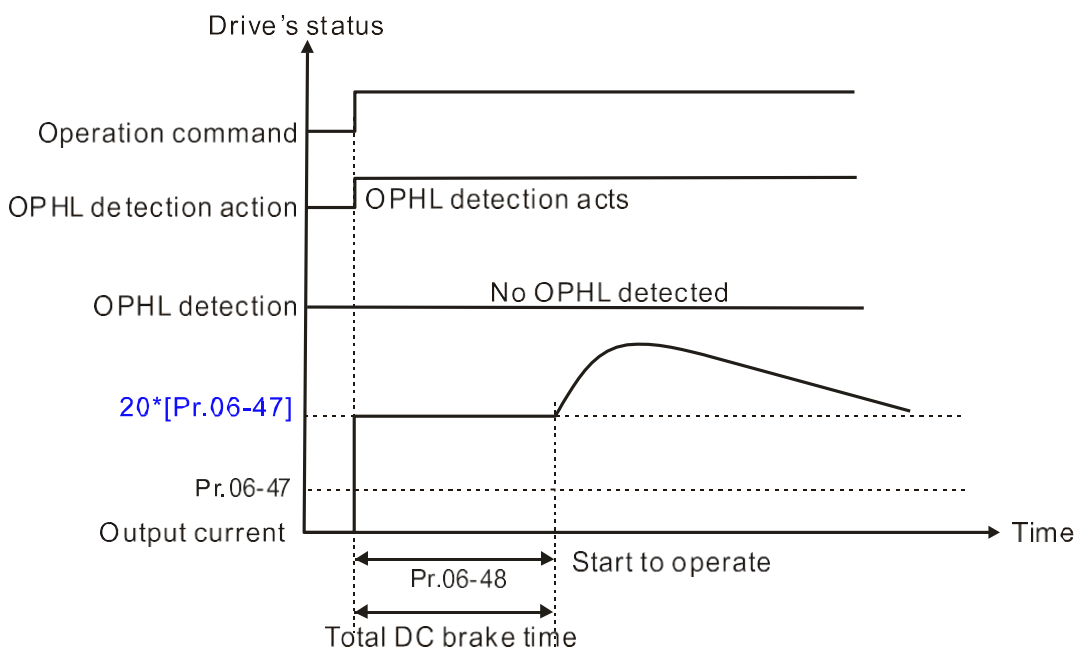 Drive's status
Operation command
OPHL detection action
OPHL detection acts
OPHL detection
No OPHL detected
20*[Pr.06-47]
Pr.06-47
Output current
Time
Start to operate
Pr.06-48
Total DC brake time